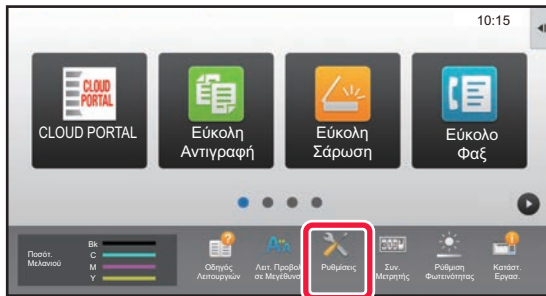 10:15
CLOUD
PORTAL
CLOUD PORTAL
Εύκολη
Αντιγραφή
Εύκολη
Σάρωση
Εύκολο
Φαξ
Ποσότ.
Μελανιού
Bk
C
M
Y
Οδηγός
Λειτουργιών
Λειτ. Προβολ
σε Μεγέθυνσ
Ρυθμίσεις
Συν.
Μετρητής
Ρύθμιση
Φωτεινότητας
Κατάστ.
Εργασ.